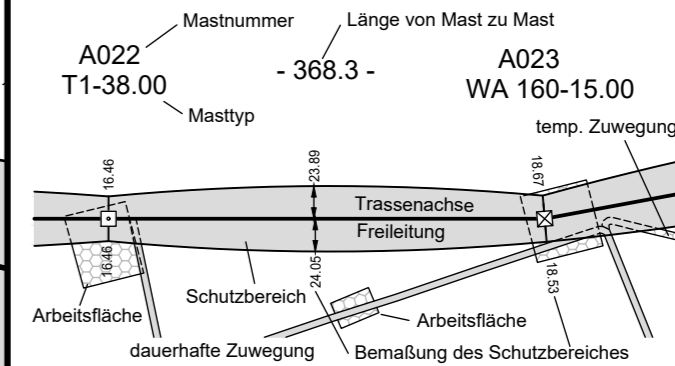 Mastnummer
Länge von Mast zu Mast
A022
T1-38.00
- 368.3 -
A023
WA 160-15.00
Masttyp
temp. Zuwegung
16.46
23.89
18.67
Trassenachse
Freileitung
16.46
24.05
18.53
Schutzbereich
Arbeitsfläche
Arbeitsfläche
dauerhafte Zuwegung
Bemaßung des Schutzbereiches